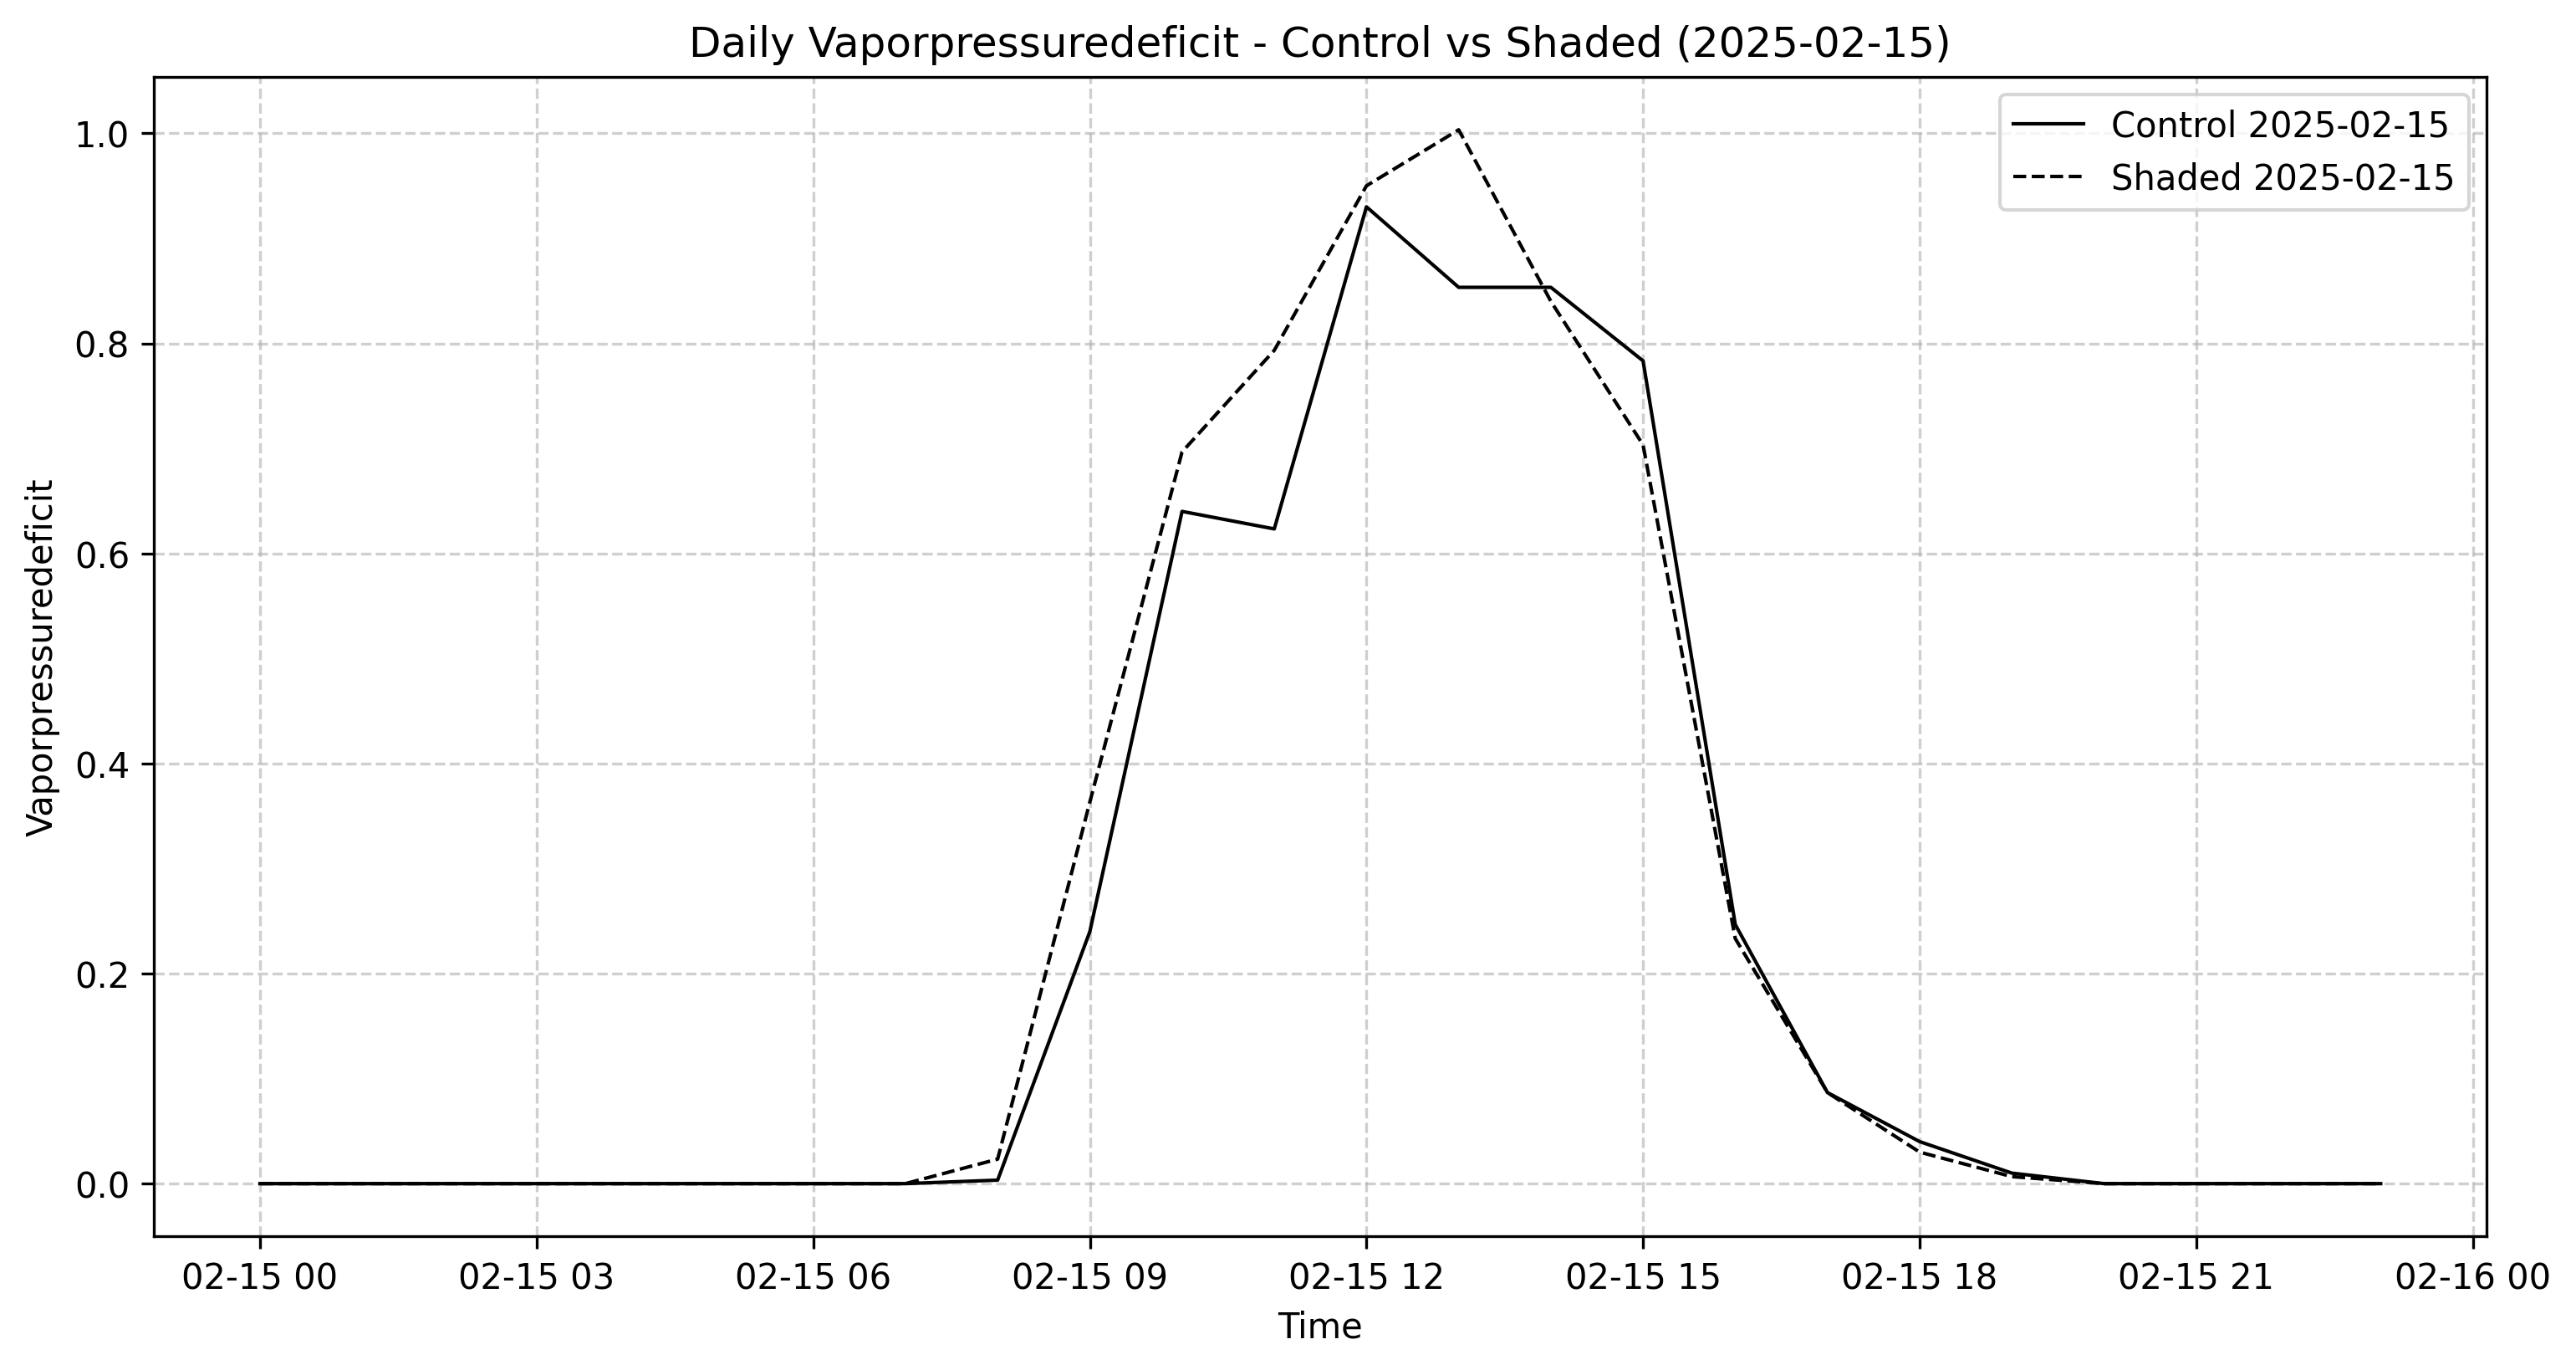 Daily Vaporpressuredeficit - Control vs Shaded (2025-02-15)
Control 2025-02-15
Shaded 2025-02-15
Vaporpressuredeficit
1.0
0.8
0.6
0.4
0.2
0.0
02-15 00 02-15 03 02-15 06 02-15 09 02-15 12 02-15 15 02-15 18 02-15 21 02-16 00
Time